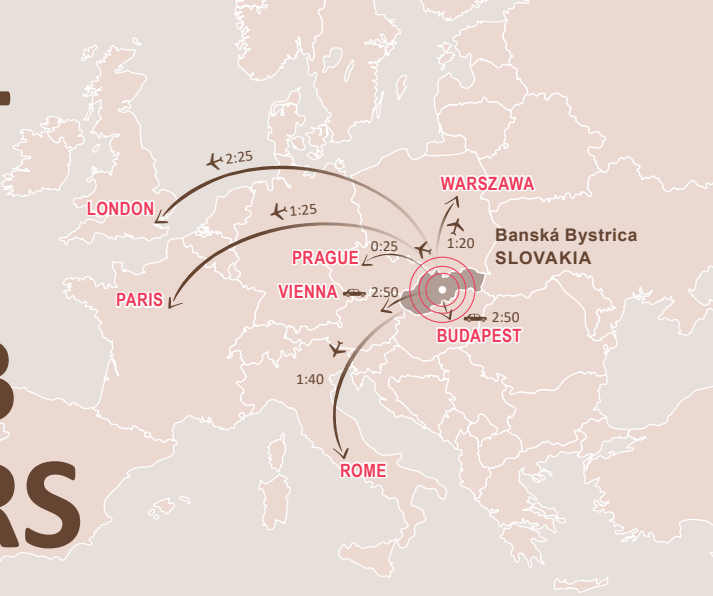 2:25
WARSZAWA
LONDON
1:25
Banská Bystrica
SLOVAKIA
0:25
1:20
PRAGUE
VIENNA
2:50
PARIS
2:50
BUDAPEST
1:40
ROME
RS